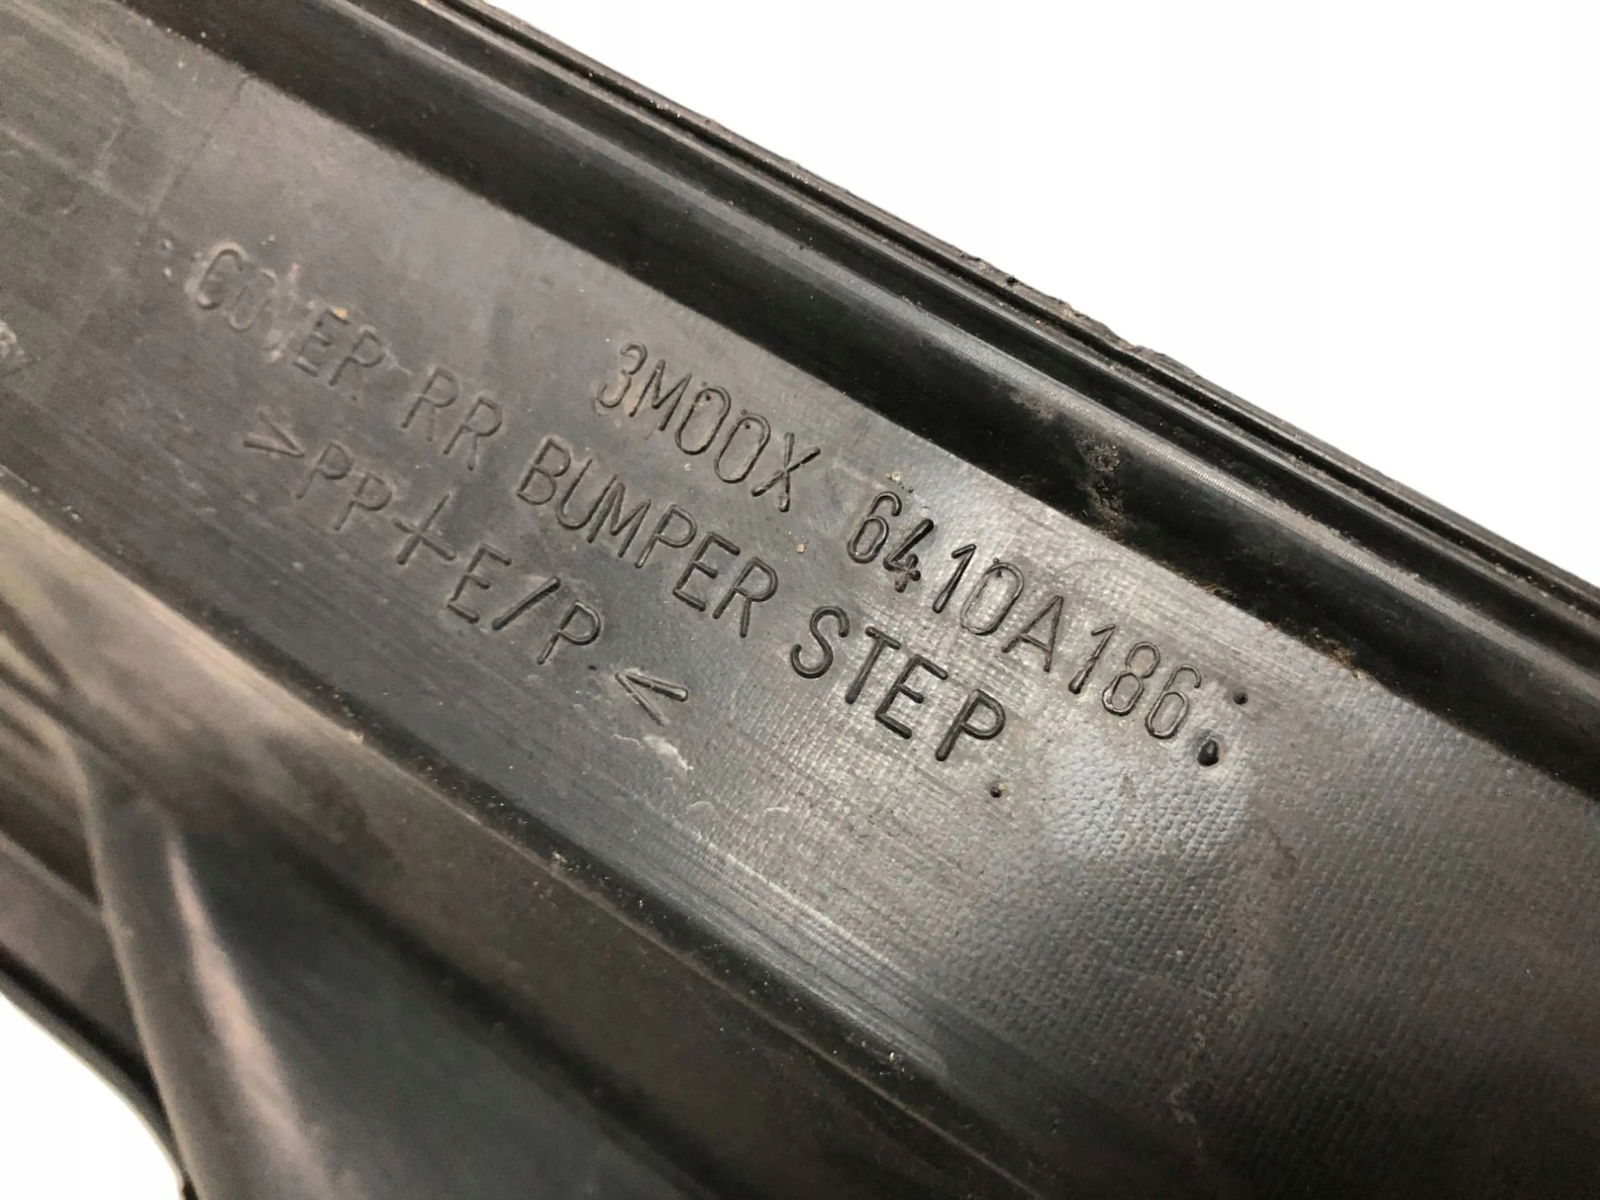 3M00X 6410A186
COVER RR BUMPER STEP
>PP+E/P<